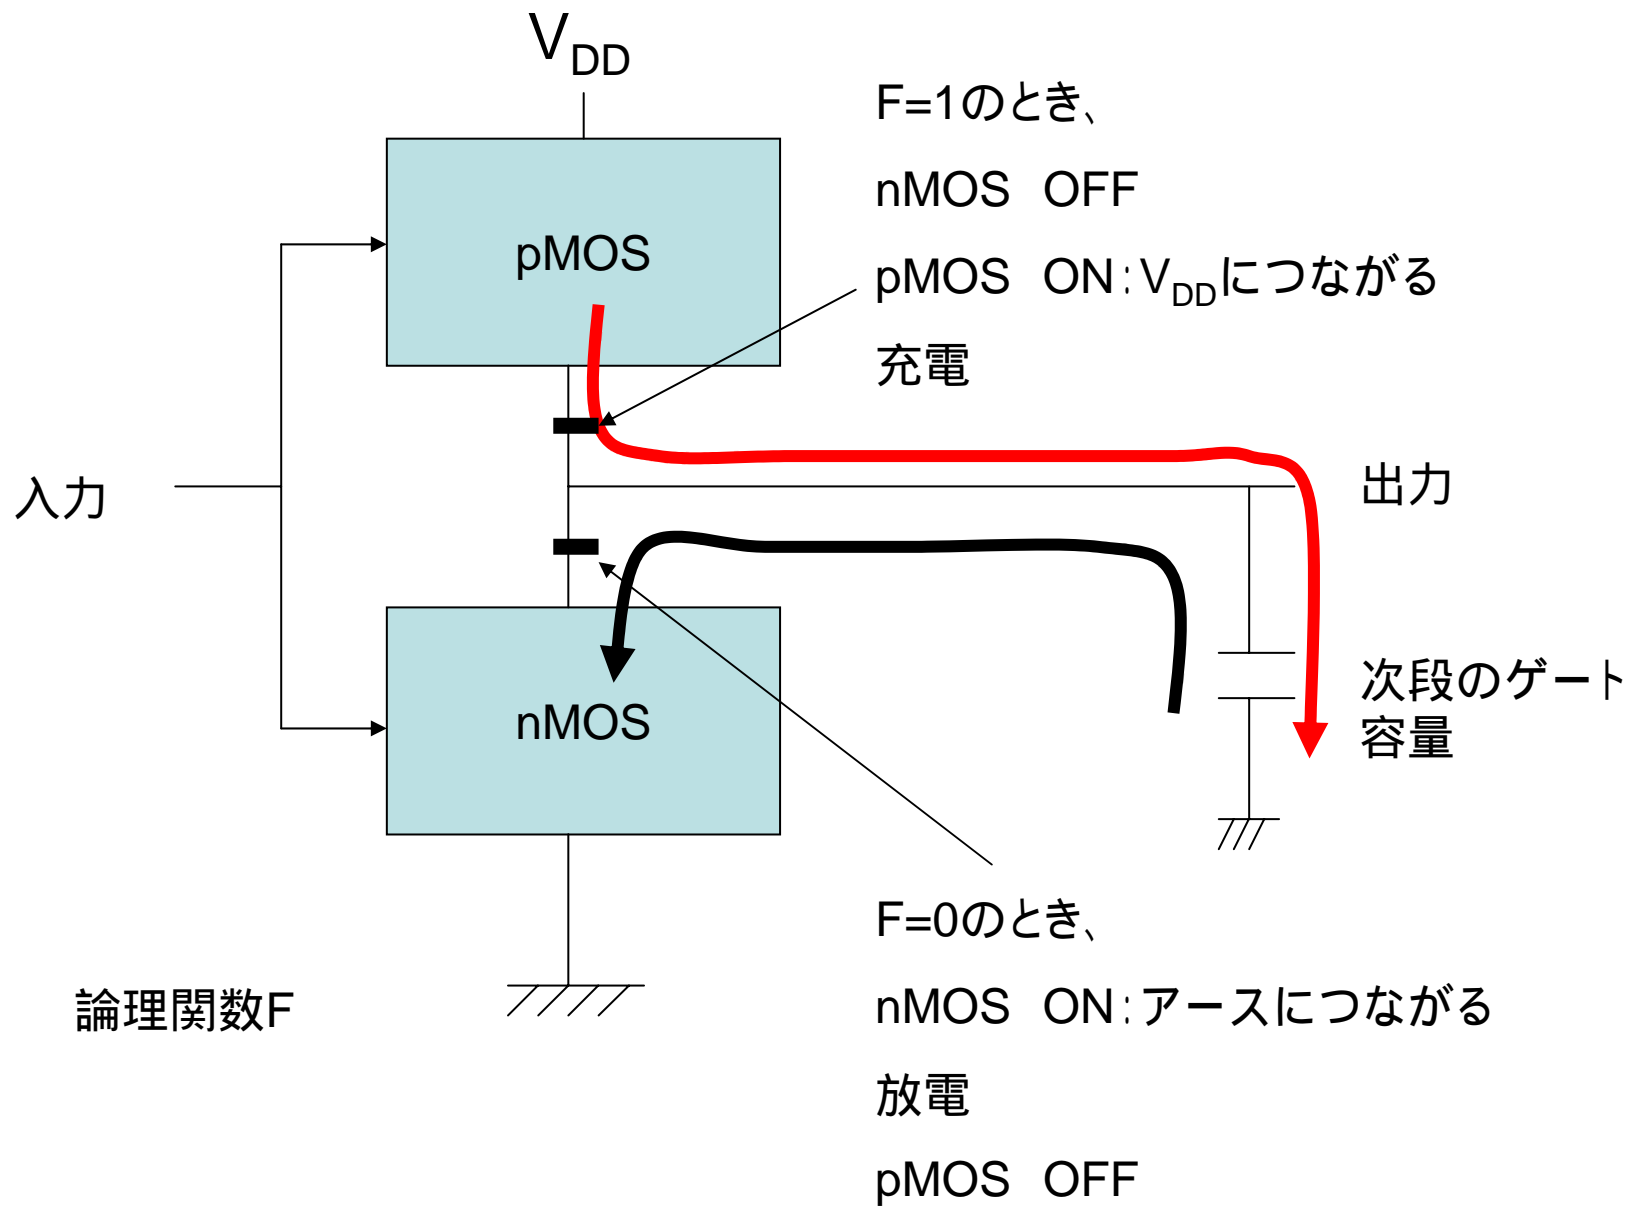 V_DD
F=1のとき、
nMOS OFF
pMOS
pMOS ON:V_DDにつながる
充電
入力
出力
次段のゲート
容量
nMOS
F=0のとき、
論理関数F
nMOS ON:アースにつながる
放電
pMOS OFF